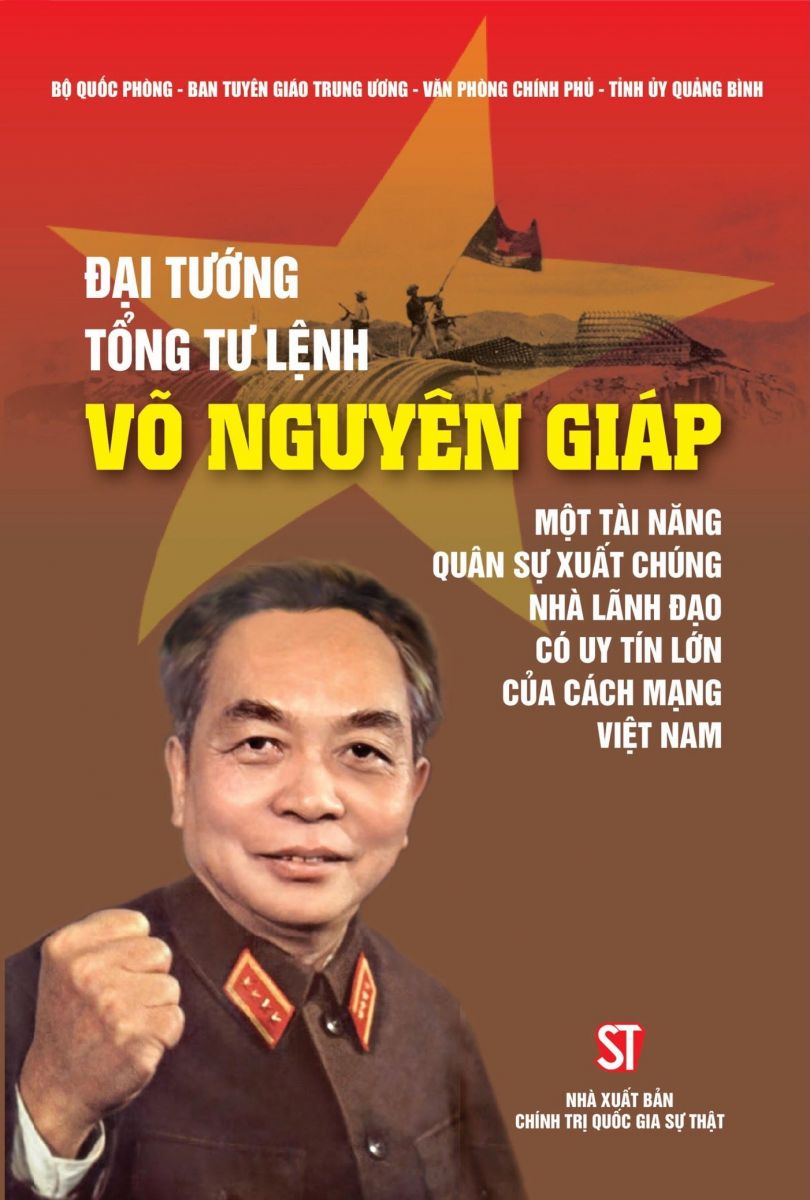 BỘ QUỐC PHÒNG - BAN TUYÊN GIÁO TRUNG ƯƠNG - VĂN PHÒNG CHÍNH PHỦ - TỈNH ỦY QUẢNG BÌNH
ĐẠI TƯỚNG
TỔNG TƯ LỆNH
VÕ NGUYÊN GIÁP
MỘT TÀI NĂNG
QUÂN SỰ XUẤT CHÚNG
NHÀ LÃNH ĐẠO
CÓ UY TÍN LỚN
CỦA CÁCH MẠNG
VIỆT NAM
ST
NHÀ XUẤT BẢN
CHÍNH TRỊ QUỐC GIA SỰ THẬT